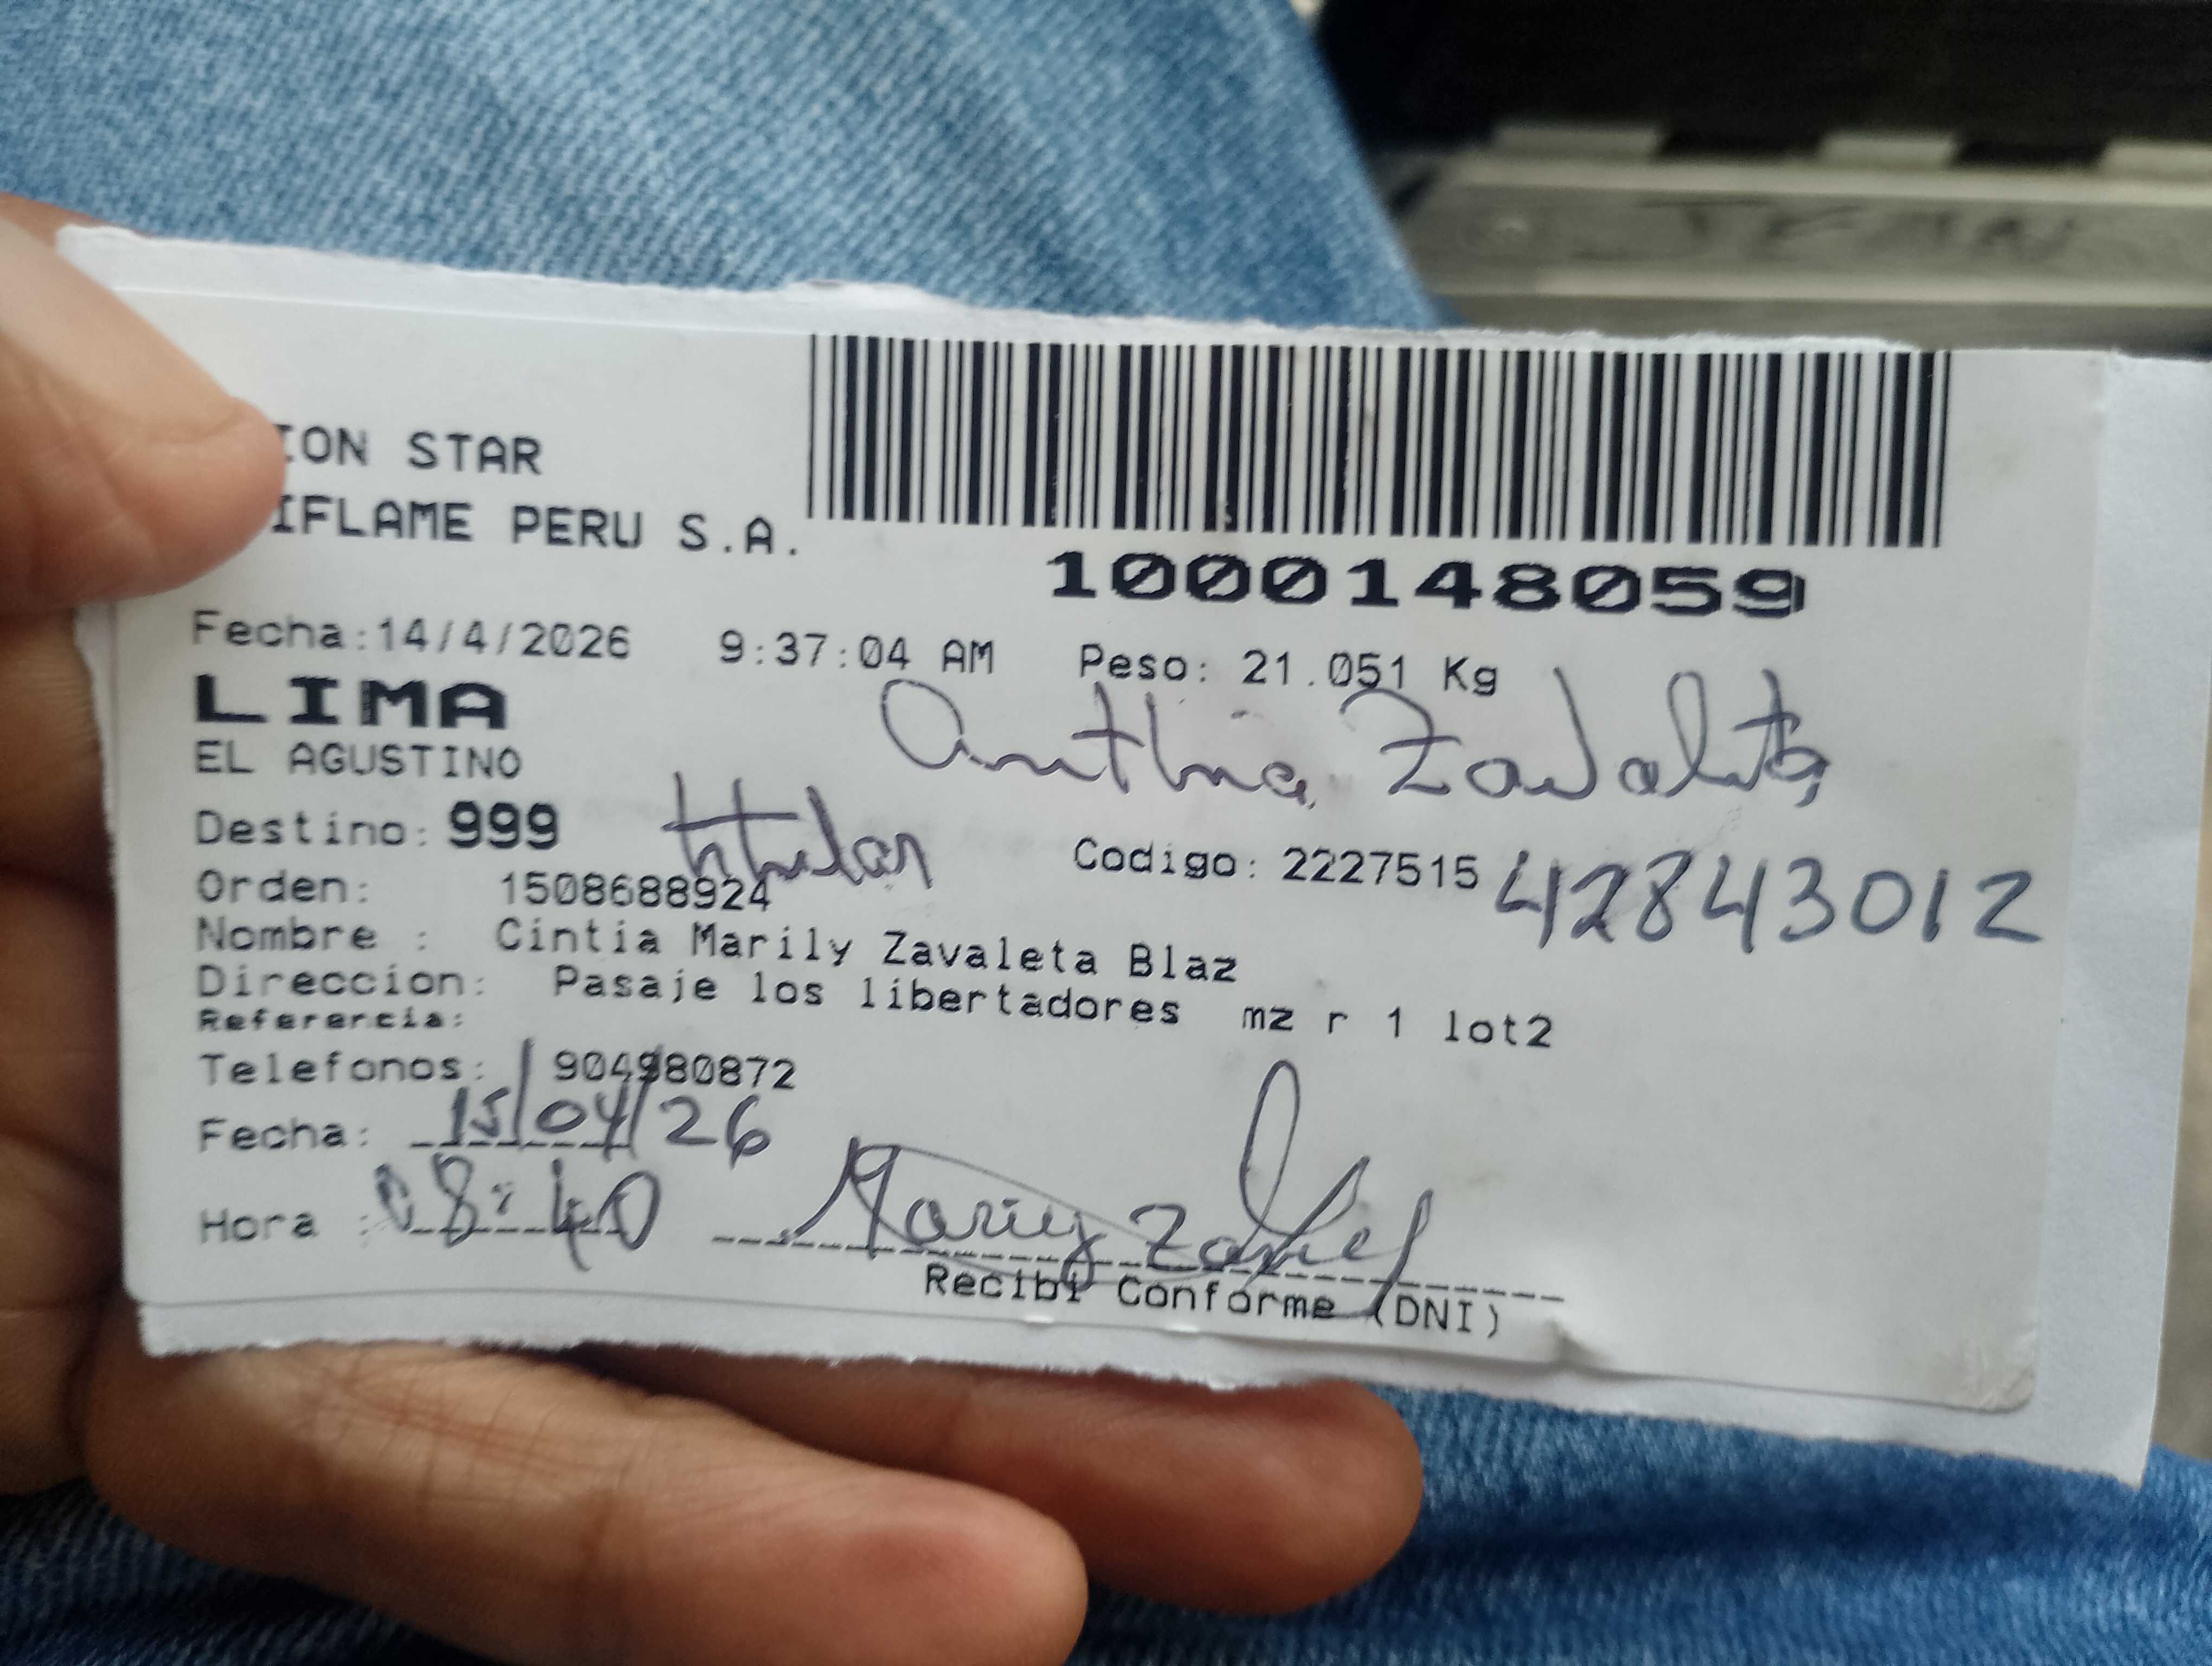 ION STAR
IFLAME PERU S.A.
1000148059
Fecha:14/4/2026 9:37:04 AM Peso: 21.051 Kg
LIMA
EL AGUSTINO
Zavaleta
Destino: 999 titular
Codigo: 2227515 42843012
Orden: 1508688924
Nombre : Cintia Marily Zavaleta Blaz
Direccion: Pasaje los libertadores mz r 1 lot2
Referencia:
Telefonos: 904980872
Fecha: 15/04/26
Hora : 08:40
Recibi Conforme (DNI)